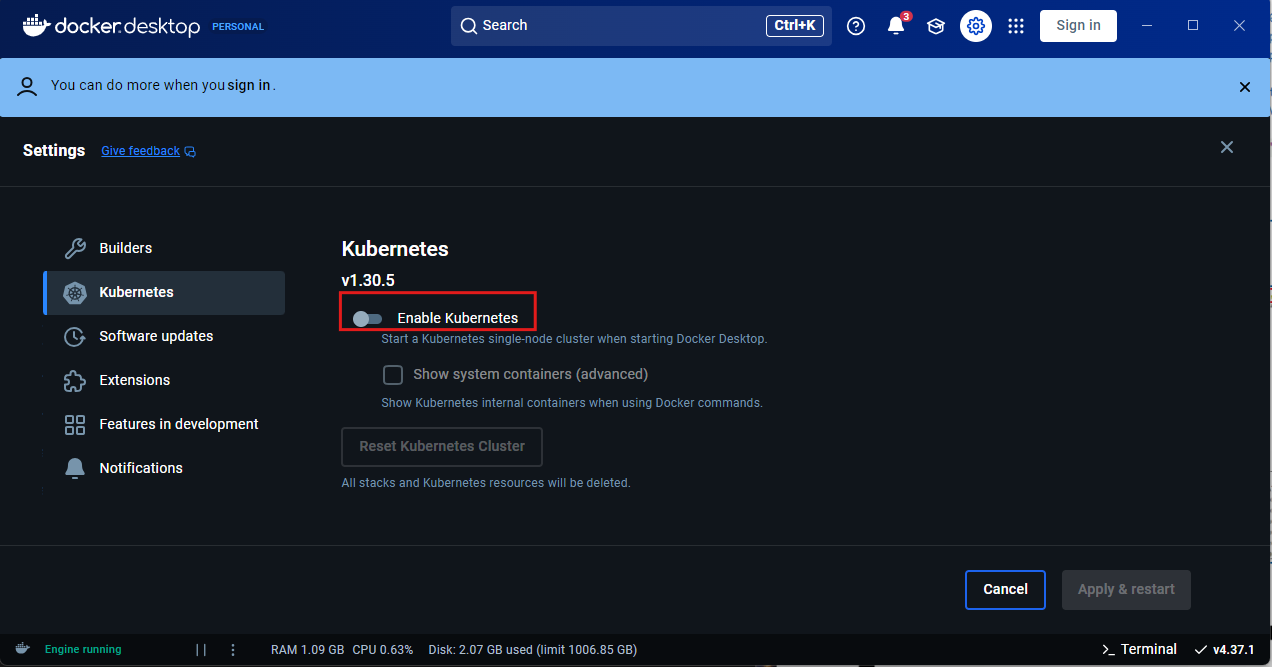 docker.desktop PERSONAL
Search Ctrl+K
3
Sign in
You can do more when you sign in.
Settings Give feedback
Builders
Kubernetes
Software updates
Extensions
Features in development
Notifications
Kubernetes
v1.30.5
Enable Kubernetes
Start a Kubernetes single-node cluster when starting Docker Desktop.
Show system containers (advanced)
Show Kubernetes internal containers when using Docker commands.
Reset Kubernetes Cluster
All stacks and Kubernetes resources will be deleted.
Cancel Apply & restart
Engine running RAM 1.09 GB CPU 0.63% Disk: 2.07 GB used (limit 1006.85 GB) Terminal v4.37.1